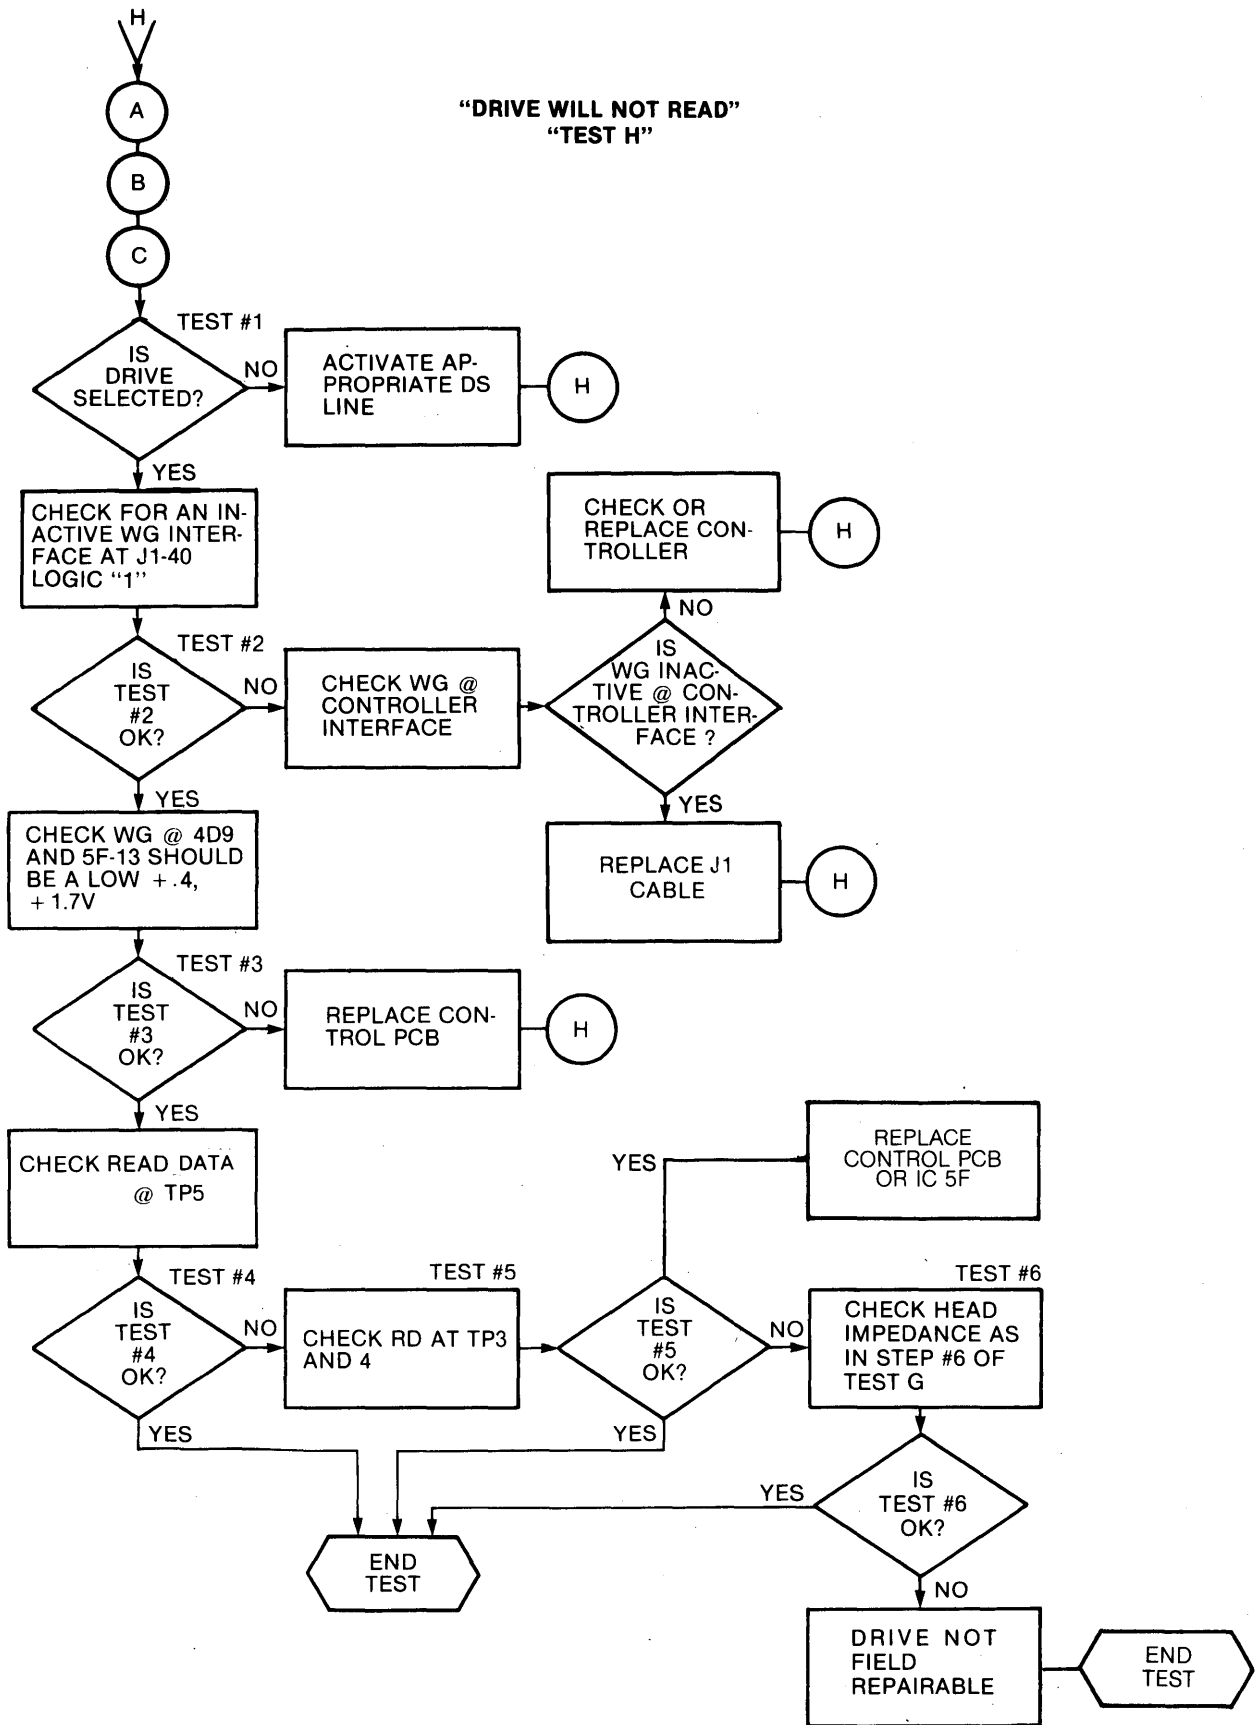 H
"DRIVE WILL NOT READ"
"TEST H"
A
B
C
TEST #1
IS
DRIVE
SELECTED?
NO
ACTIVATE AP-
PROPRIATE DS
LINE
H
YES
CHECK FOR AN IN-
ACTIVE WG INTER-
FACE AT J1-40
LOGIC "1"
CHECK OR
REPLACE CON-
TROLLER
H
NO
TEST #2
IS
TEST
#2
OK?
NO
CHECK WG @
CONTROLLER
INTERFACE
IS
WG INAC-
TIVE @ CON-
TROLLER INTER-
FACE ?
YES
YES
CHECK WG @ 4D9
AND 5F-13 SHOULD
BE A LOW + .4,
+ 1.7V
REPLACE J1
CABLE
H
TEST #3
IS
TEST
#3
OK?
NO
REPLACE CON-
TROL PCB
H
YES
CHECK READ DATA
@ TP5
YES
REPLACE
CONTROL PCB
OR IC 5F
TEST #4
IS
TEST
#4
OK?
NO
TEST #5
CHECK RD AT TP3
AND 4
IS
TEST
#5
OK?
NO
TEST #6
CHECK HEAD
IMPEDANCE AS
IN STEP #6 OF
TEST G
YES
YES
YES
IS
TEST #6
OK?
END
TEST
NO
DRIVE NOT
FIELD
REPAIRABLE
END
TEST